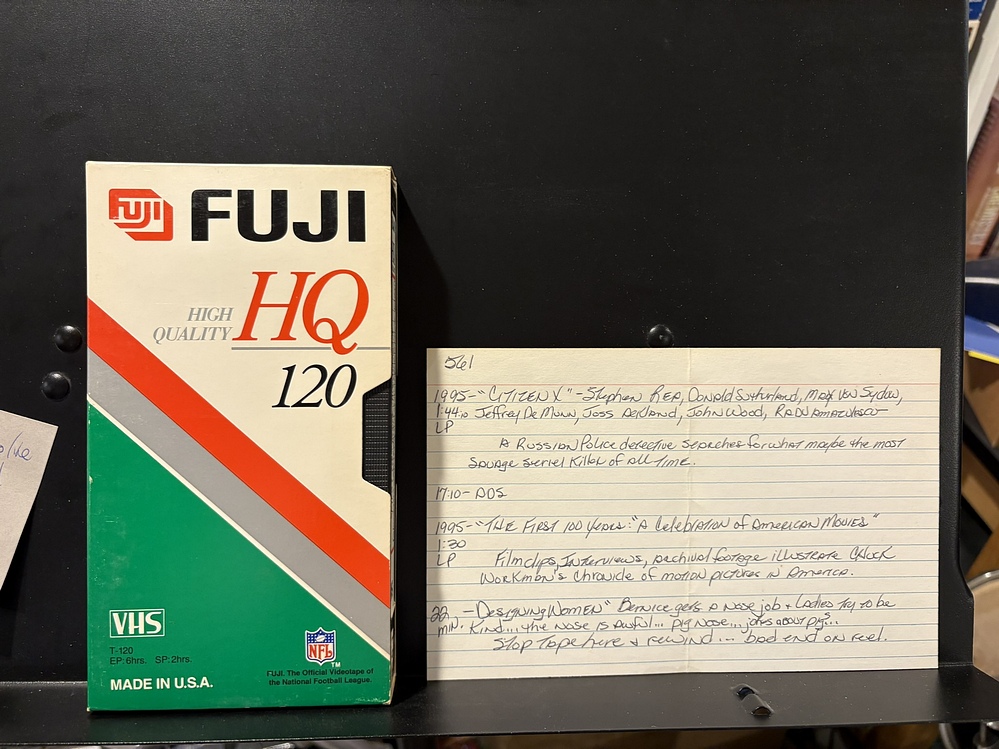 FUJI
FUJI
HIGH
QUALITY
HQ
120
VHS
T-120
EP: 6hrs. SP: 2hrs.
MADE IN U.S.A.
NFL
TM
FUJI. The Official Videotape of
the National Football League.
561
1995-"CITIZEN X"-Stephen REA, Donald Sutherland, Max Von Sydow,
1:44:10 Jeffrey DeMunn, Joss Ackland, John Wood, RADU AMAZULESCU
LP
A RUSSIAN Police detective searches for what maybe the most
savage seriel killer of all time.
17:10- ADS
1995-"THE FIRST 100 years: "A Celebration of American Movies"
1:30
LP Filmclips, Interviews, archival footage illustrate Chuck
Workman's Chronicle of motion pictures in America.
22 - Designing Women" Bernice gets a nose job + Ladies try to be
min. kind... the nose is awful... pig nose... jokes about pigs...
Stop Tape here & rewind... bad end on reel.